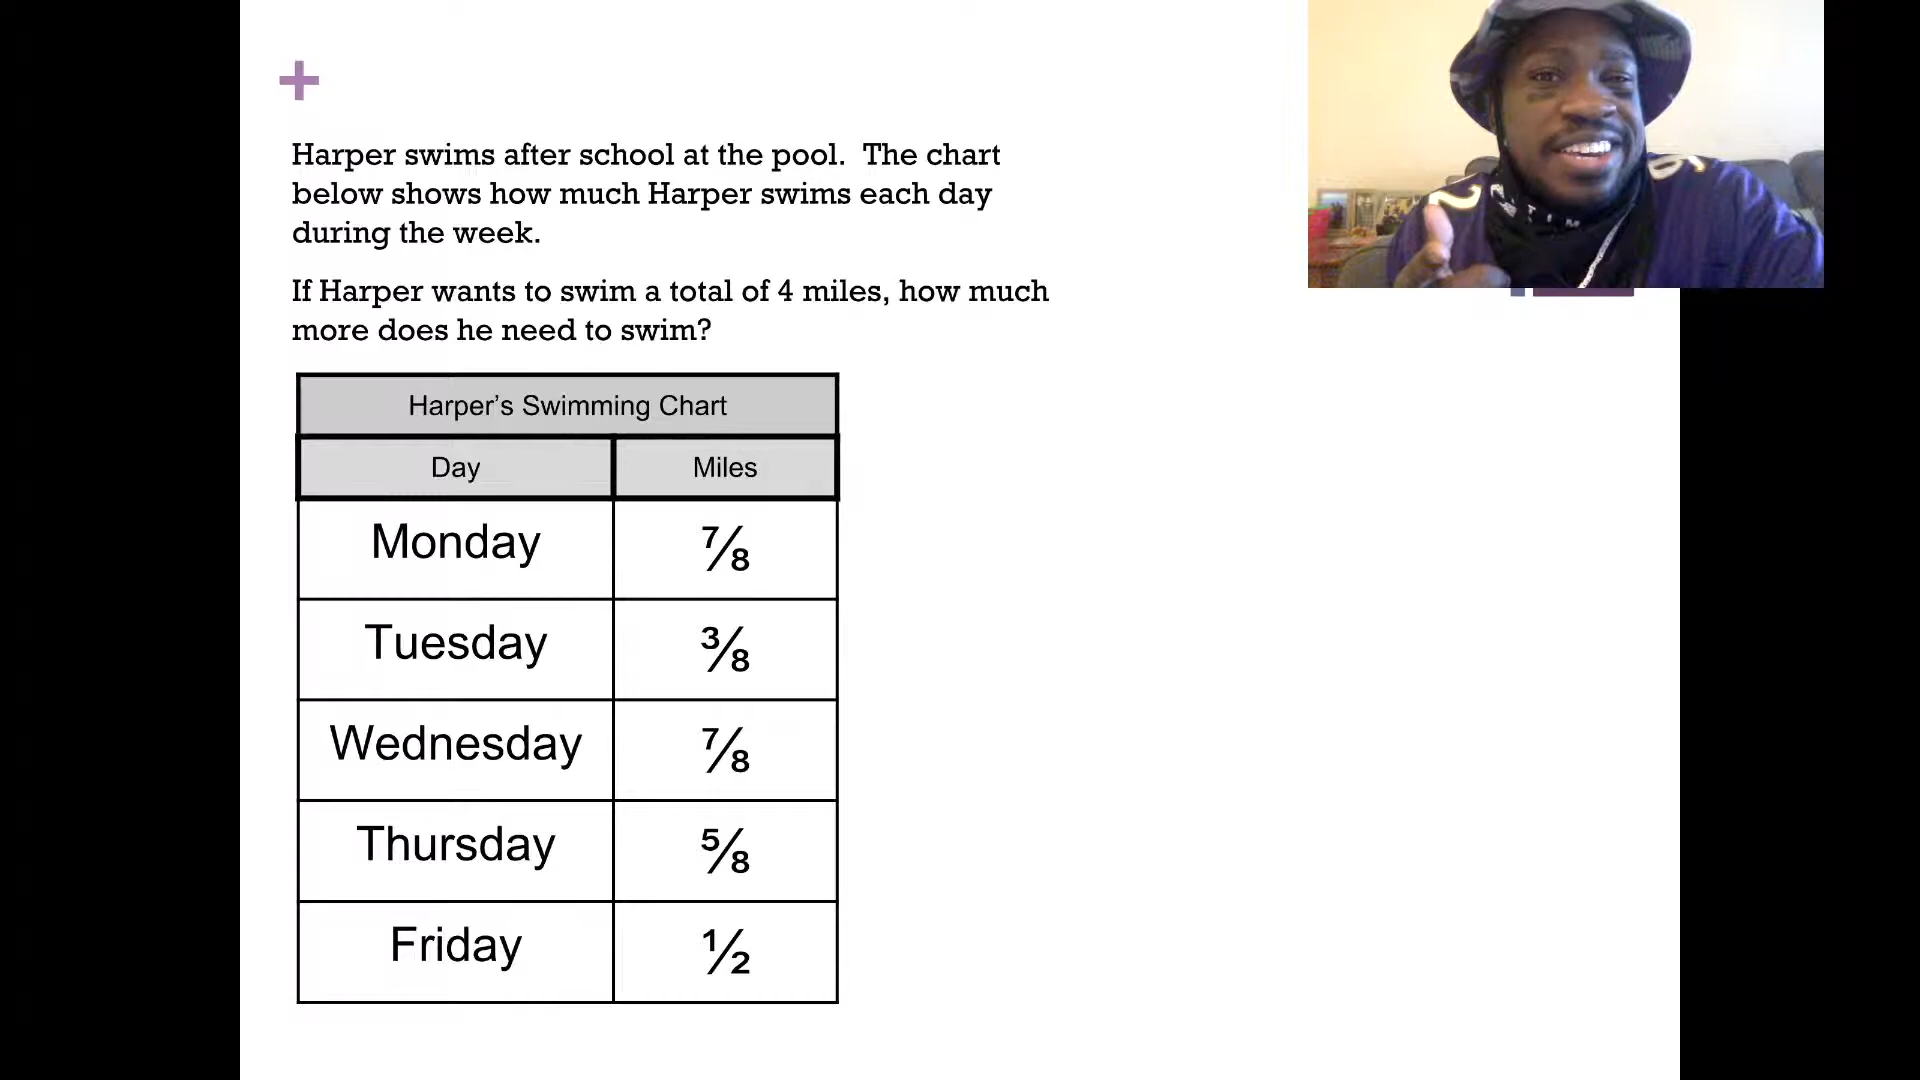 Harper swims after school at the pool.  The chart
below shows how much Harper swims each day
during the week.
If Harper wants to swim a total of 4 miles, how much
more does he need to swim?
Harper’s Swimming Chart
Day Miles
Monday ⅞
Tuesday ⅜
Wednesday ⅞
Thursday ⅝
Friday ½